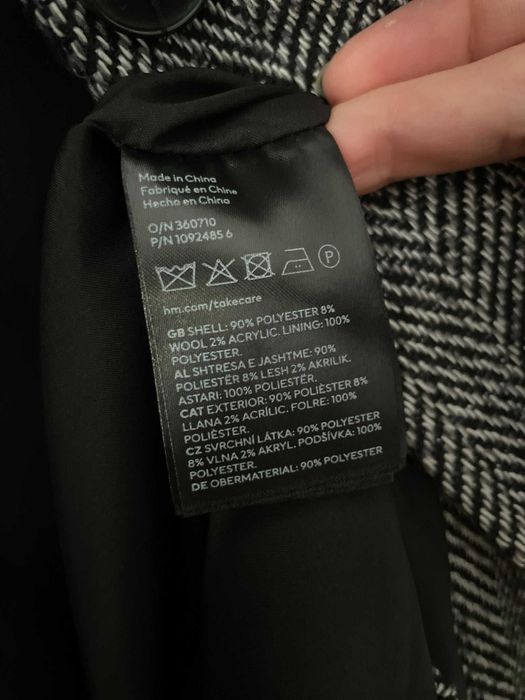 Made in China
Fabriqué en Chine
Hecho en China
O/N 360710
P/N 1092485 6
P
hm.com/takecare
GB SHELL: 90% POLYESTER 8%
WOOL 2% ACRYLIC. LINING: 100%
POLYESTER.
AL SHTRESA E JASHTME: 90%
POLIESTËR 8% LESH 2% AKRILIK.
ASTARI: 100% POLIESTËR.
CAT EXTERIOR: 90% POLIÈSTER 8%
LLANA 2% ACRÍLIC. FOLRE: 100%
POLIÈSTER.
CZ SVRCHNÍ LÁTKA: 90% POLYESTER
8% VLNA 2% AKRYL. PODŠÍVKA: 100%
POLYESTER.
DE OBERMATERIAL: 90% POLYESTER